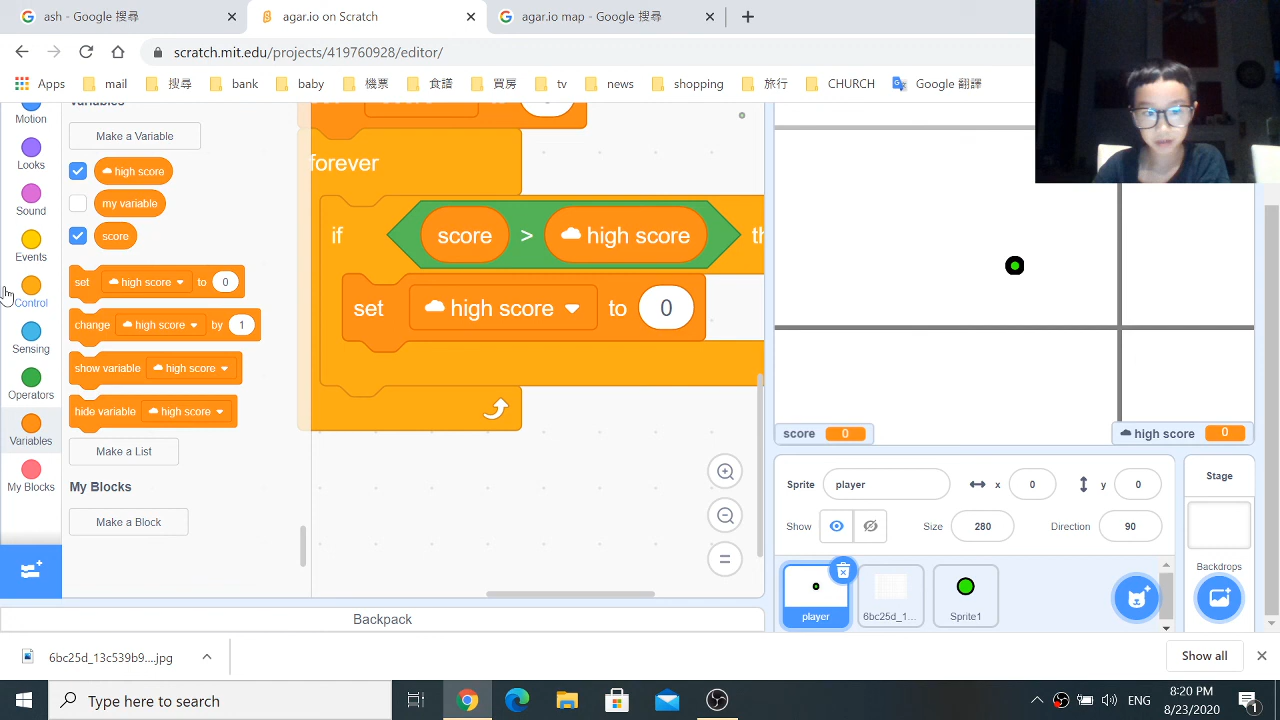 ash - Google 搜尋
agar.io on Scratch
agar.io map - Google 搜尋
scratch.mit.edu/projects/419760928/editor/
Apps mail 搜尋 bank baby 機票 食譜 買房 tv news shopping 旅行 CHURCH Google 翻譯
Motion
Looks
Sound
Events
Control
Sensing
Operators
Variables
My Blocks
Variables
Make a Variable
high score
my variable
score
set high score to 0
change high score by 1
show variable high score
hide variable high score
Make a List
My Blocks
Make a Block
forever
if score > high score th
set high score to 0
score 0
high score 0
Sprite player x 0 y 0
Show Size 280 Direction 90
player
6bc25d_1...
Sprite1
Stage
Backdrops
Backpack
6bc25d_13c539b9....jpg
Show all
Type here to search
ENG
8:20 PM
8/23/2020
1